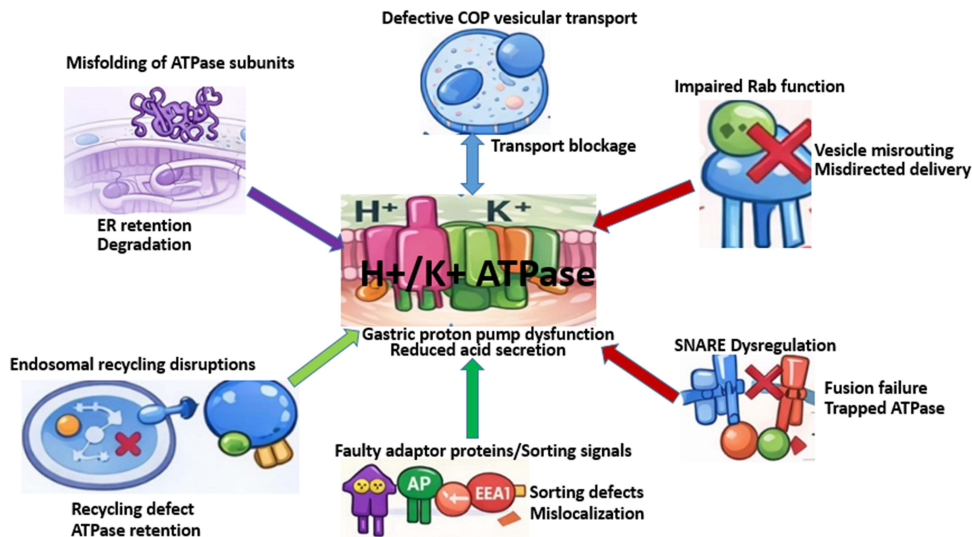 Defective COP vesicular transport
Transport blockage
Misfolding of ATPase subunits
ER retention
Degradation
Impaired Rab function
Vesicle misrouting
Misdirected delivery
H+ K+
H+/K+ ATPase
Gastric proton pump dysfunction
Reduced acid secretion
Endosomal recycling disruptions
Recycling defect
ATPase retention
SNARE Dysregulation
Fusion failure
Trapped ATPase
Faulty adaptor proteins/Sorting signals
AP
EEA1
Sorting defects
Mislocalization